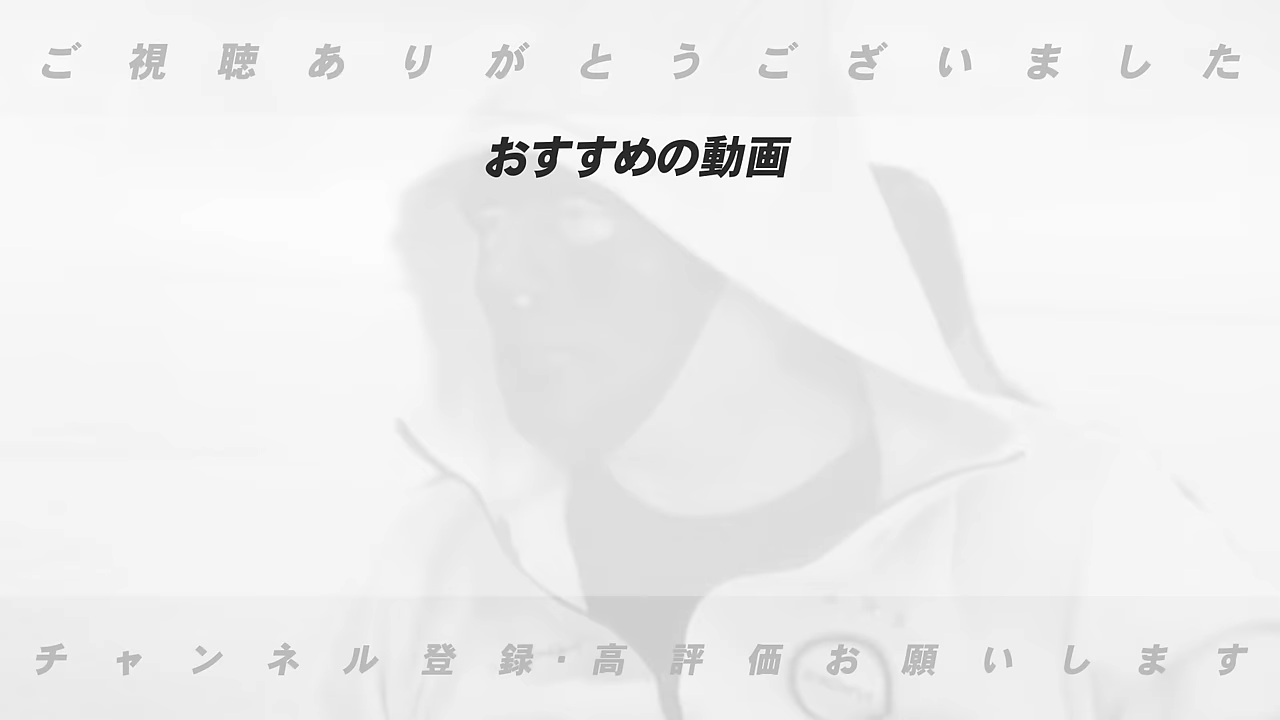 ご視聴ありがとうございました
おすすめの動画
チャンネル登録・高評価お願いします